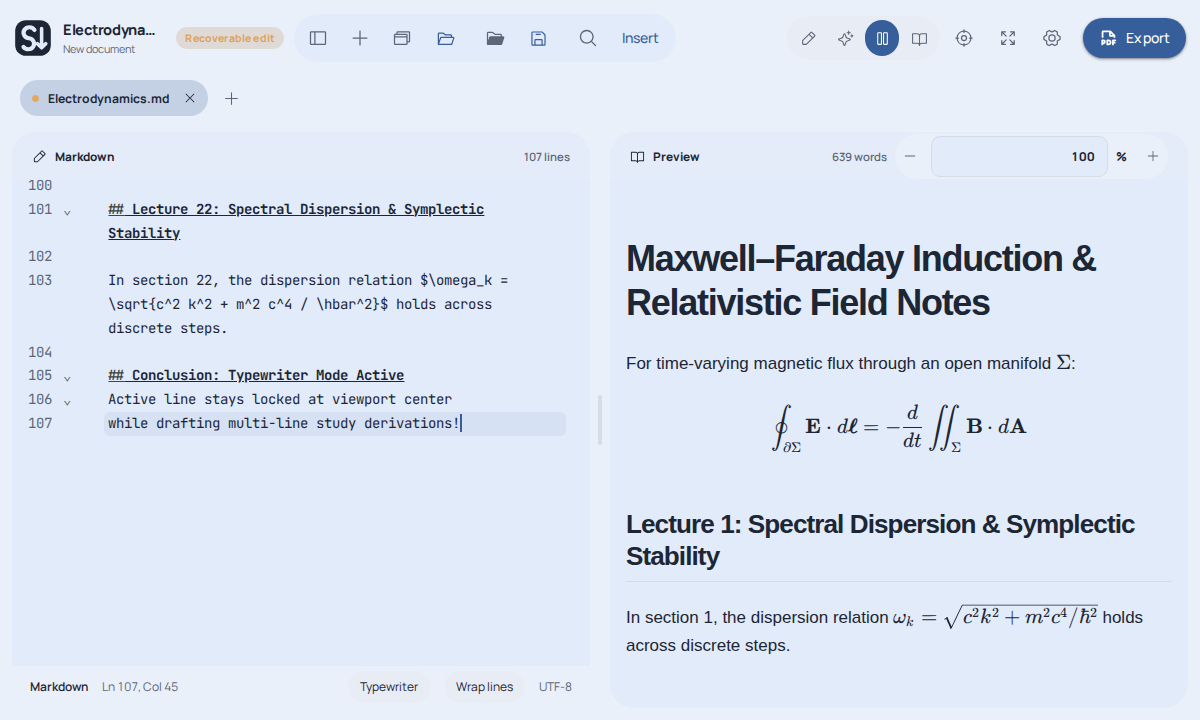 Electrodyna...
New document
Recoverable edit
Insert
Export
Electrodynamics.md
Markdown
107 lines
100
101 ## Lecture 22: Spectral Dispersion & Symplectic
Stability
102
103 In section 22, the dispersion relation $\omega_k =
\sqrt{c^2 k^2 + m^2 c^4 / \hbar^2}$ holds across
discrete steps.
104
105 ## Conclusion: Typewriter Mode Active
106 Active line stays locked at viewport center
107 while drafting multi-line study derivations!
Markdown Ln 107, Col 45 Typewriter Wrap lines UTF-8
Preview 639 words 100 %
Maxwell–Faraday Induction &
Relativistic Field Notes
For time-varying magnetic flux through an open manifold Σ:
∮_∂Σ E · dℓ = − d/dt ∬_Σ B · dA
Lecture 1: Spectral Dispersion & Symplectic
Stability
In section 1, the dispersion relation ωₖ = √(c²k² + m²c⁴/ℏ²) holds
across discrete steps.